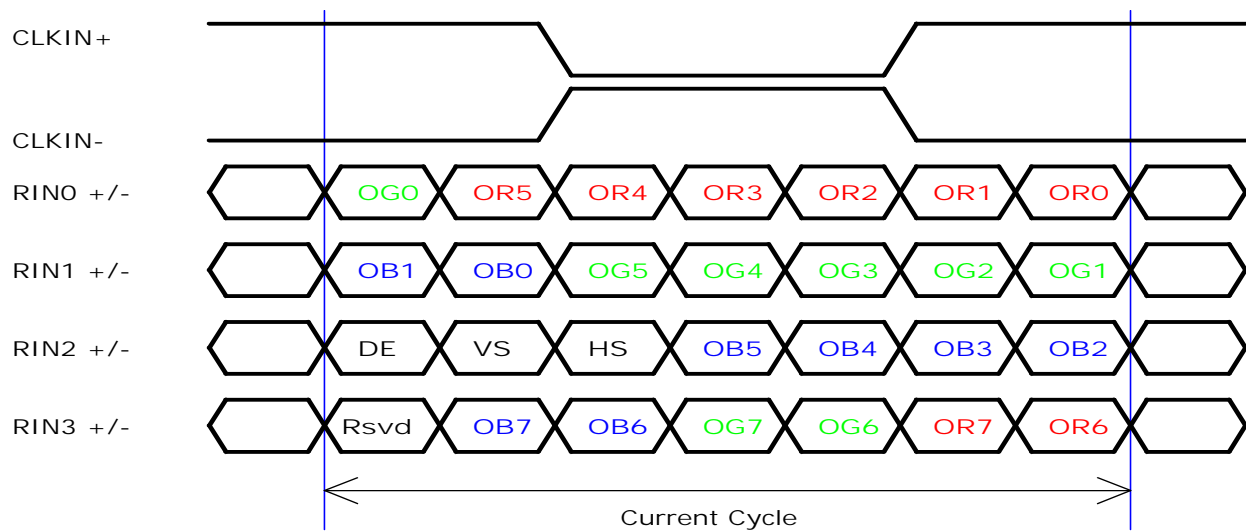 CLKIN+
CLKIN-
RIN0 +/- OG0 OR5 OR4 OR3 OR2 OR1 OR0
RIN1 +/- OB1 OB0 OG5 OG4 OG3 OG2 OG1
RIN2 +/- DE VS HS OB5 OB4 OB3 OB2
RIN3 +/- Rsvd OB7 OB6 OG7 OG6 OR7 OR6
Current Cycle